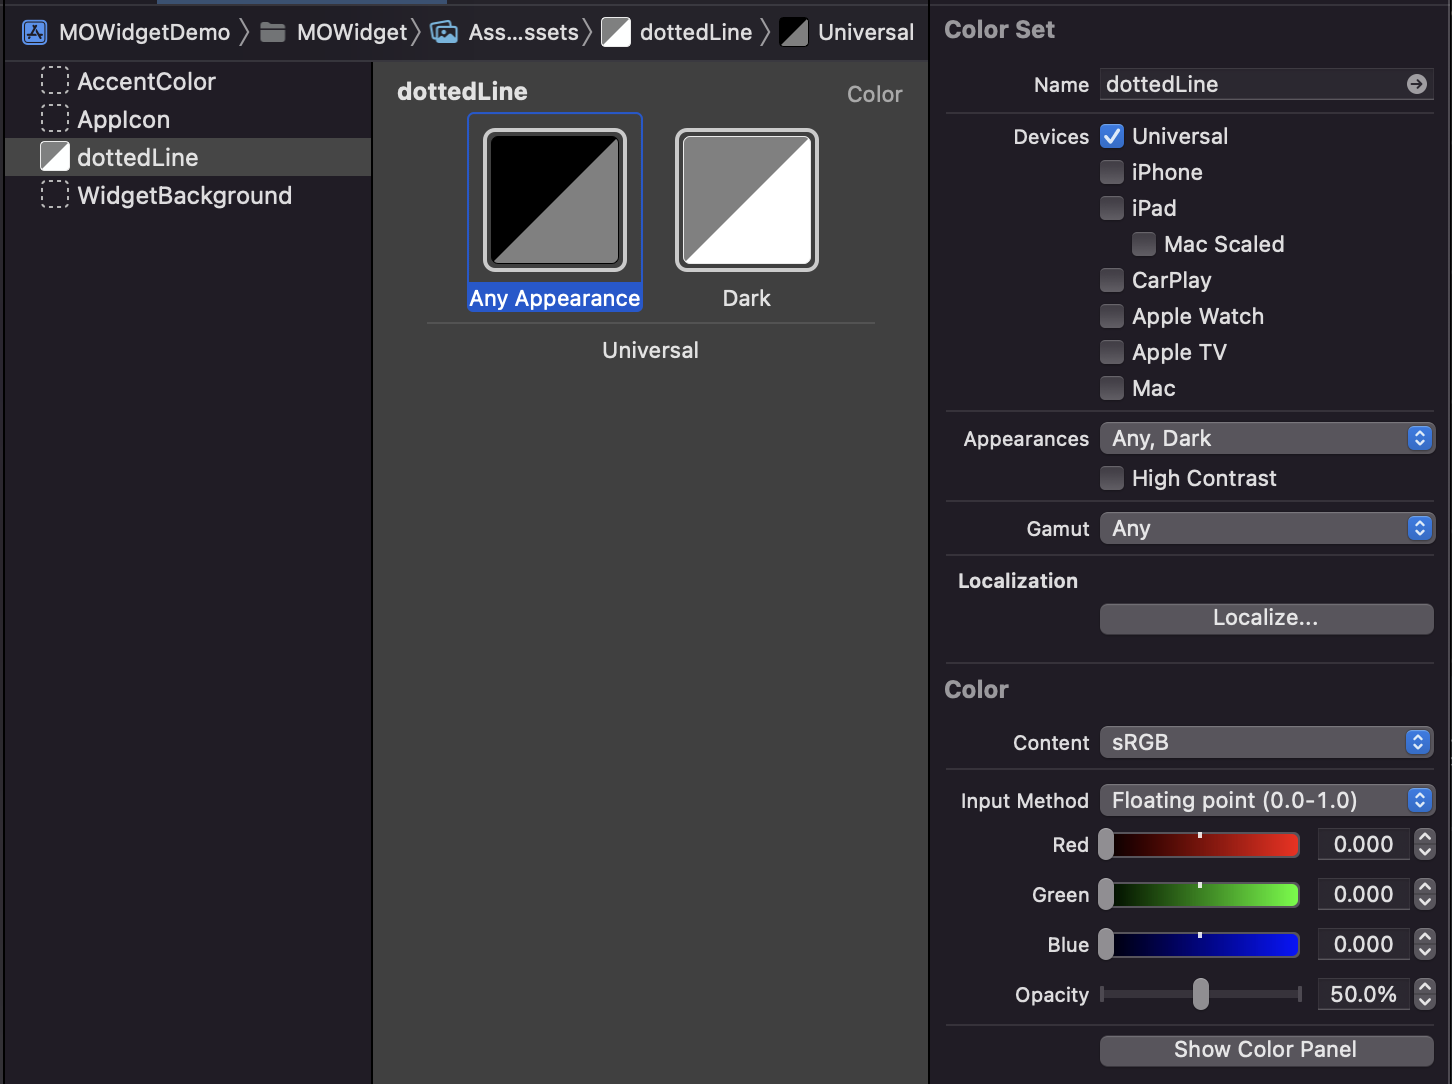 MOWidgetDemo
MOWidget
Ass...ssets
dottedLine
Universal
AccentColor
AppIcon
dottedLine
WidgetBackground
dottedLine
Color
Any Appearance
Dark
Universal
Color Set
Name dottedLine
Devices Universal
iPhone
iPad
Mac Scaled
CarPlay
Apple Watch
Apple TV
Mac
Appearances Any, Dark
High Contrast
Gamut Any
Localization
Localize...
Color
Content sRGB
Input Method Floating point (0.0-1.0)
Red 0.000
Green 0.000
Blue 0.000
Opacity 50.0%
Show Color Panel